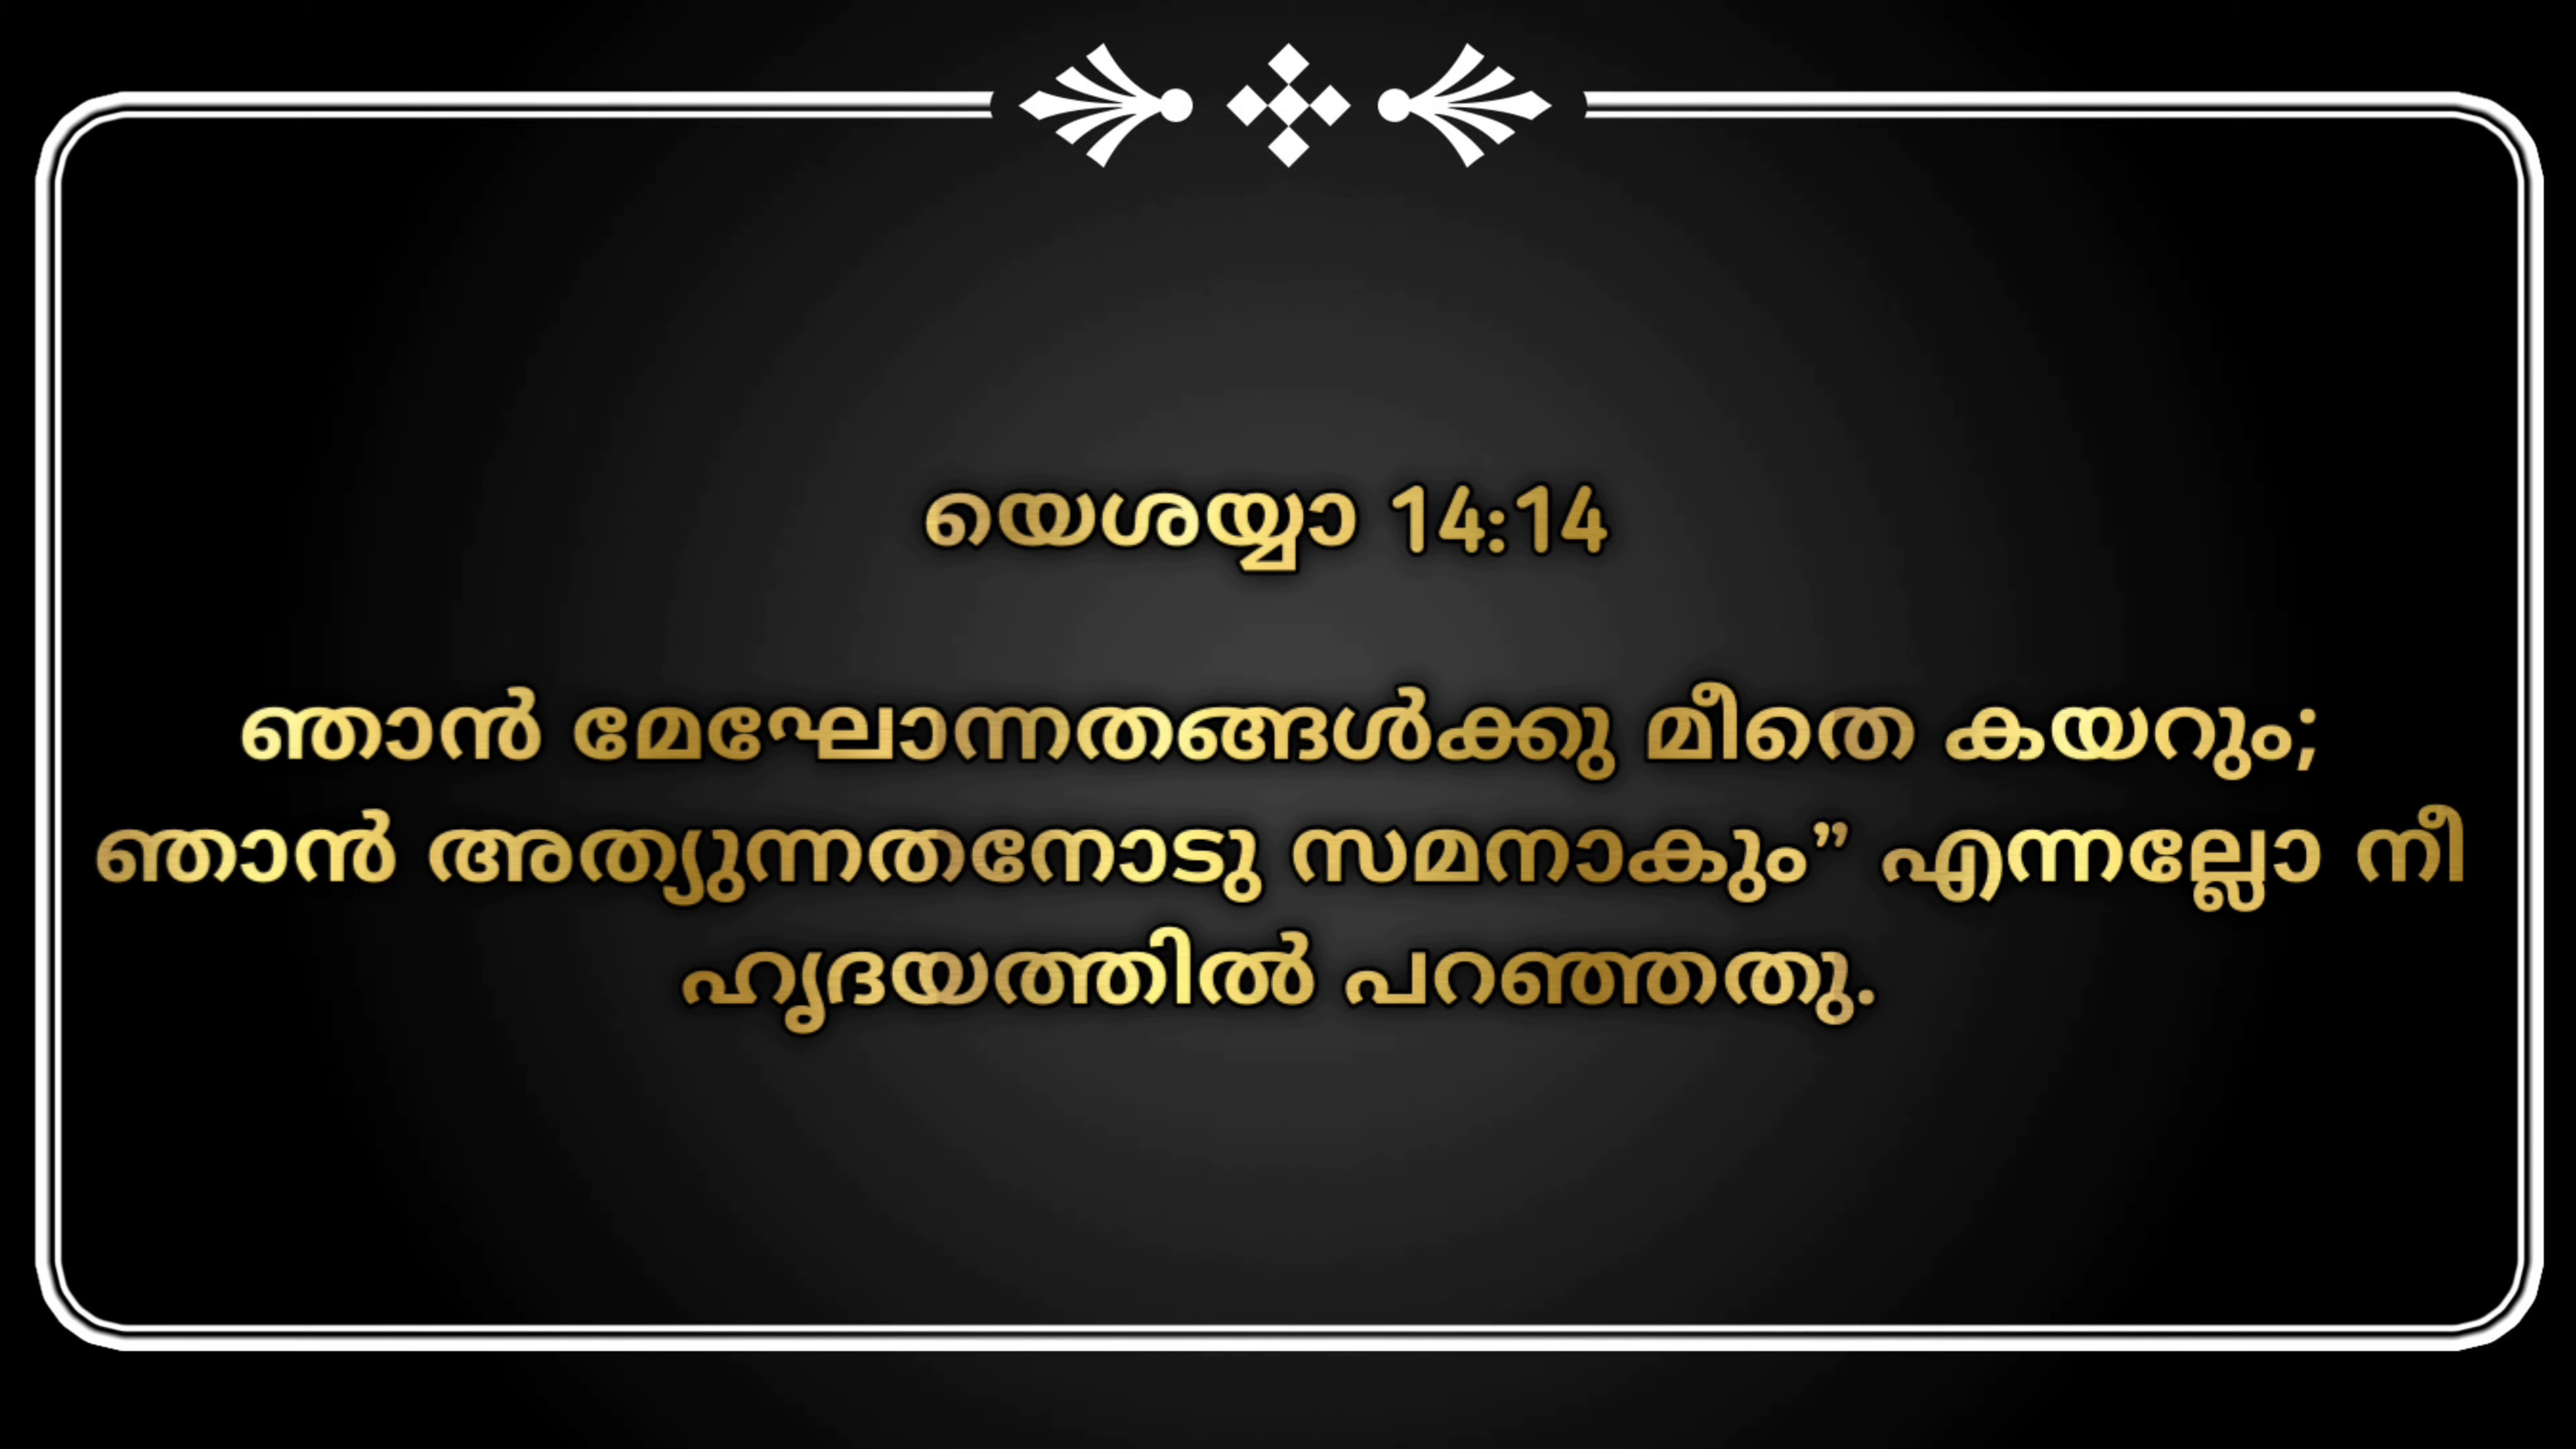 യെശയ്യാ 14:14
ഞാൻ മേഘോന്നതങ്ങൾക്കു മീതെ കയറും;
ഞാൻ അത്യുന്നതനോടു സമനാകും” എന്നല്ലോ നീ
ഹൃദയത്തിൽ പറഞ്ഞതു.